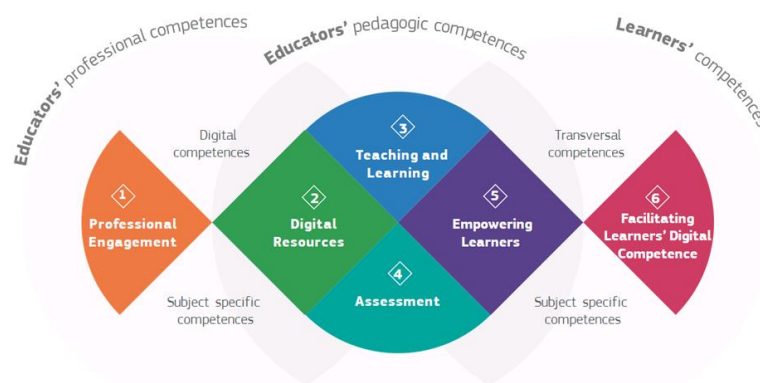 Educators' professional competences
Educators' pedagogic competences
Learners' competences
Digital
competences
Transversal
competences
1
Professional
Engagement
2
Digital
Resources
3
Teaching and
Learning
4
Assessment
5
Empowering
Learners
6
Facilitating
Learners' Digital
Competence
Subject specific
competences
Subject specific
competences